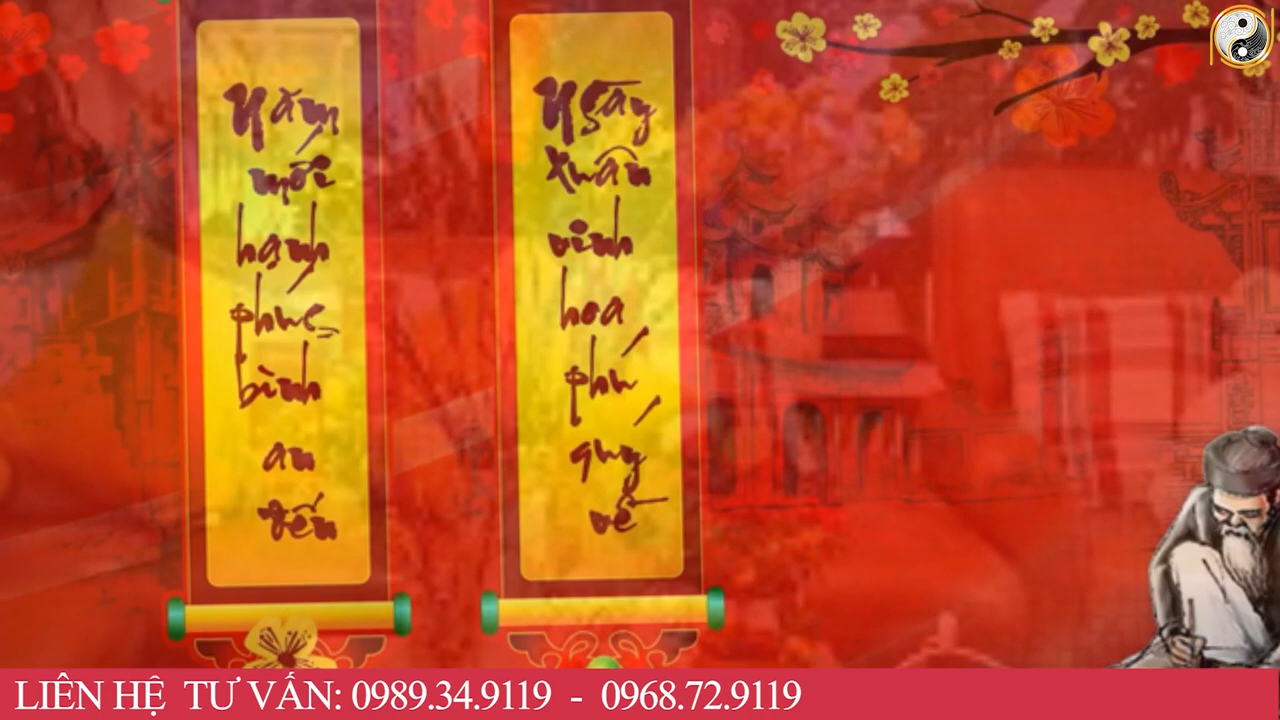 Năm
mới
hạnh
phúc
bình
an
đến
Ngày
xuân
vinh
hoa
phú
quý
về
LIÊN HỆ TƯ VẤN: 0989.34.9119 - 0968.72.9119